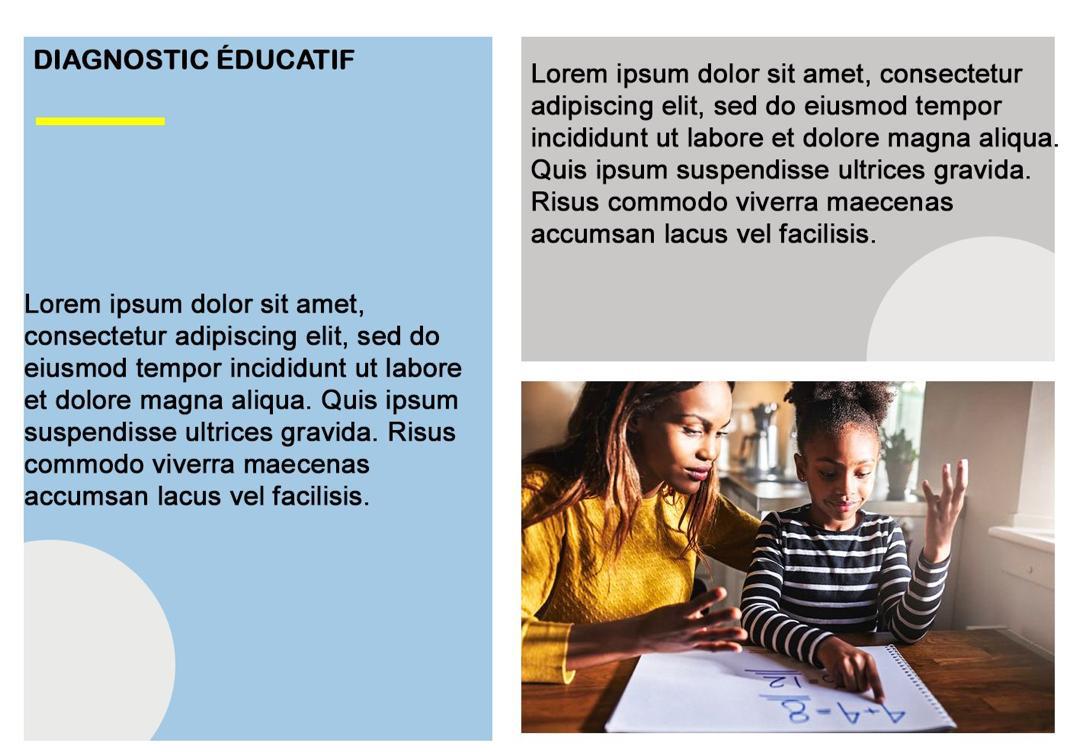 DIAGNOSTIC ÉDUCATIF
Lorem ipsum dolor sit amet,
consectetur adipiscing elit, sed do
eiusmod tempor incididunt ut labore
et dolore magna aliqua. Quis ipsum
suspendisse ultrices gravida. Risus
commodo viverra maecenas
accumsan lacus vel facilisis.
Lorem ipsum dolor sit amet, consectetur
adipiscing elit, sed do eiusmod tempor
incididunt ut labore et dolore magna aliqua.
Quis ipsum suspendisse ultrices gravida.
Risus commodo viverra maecenas
accumsan lacus vel facilisis.
4+4=8